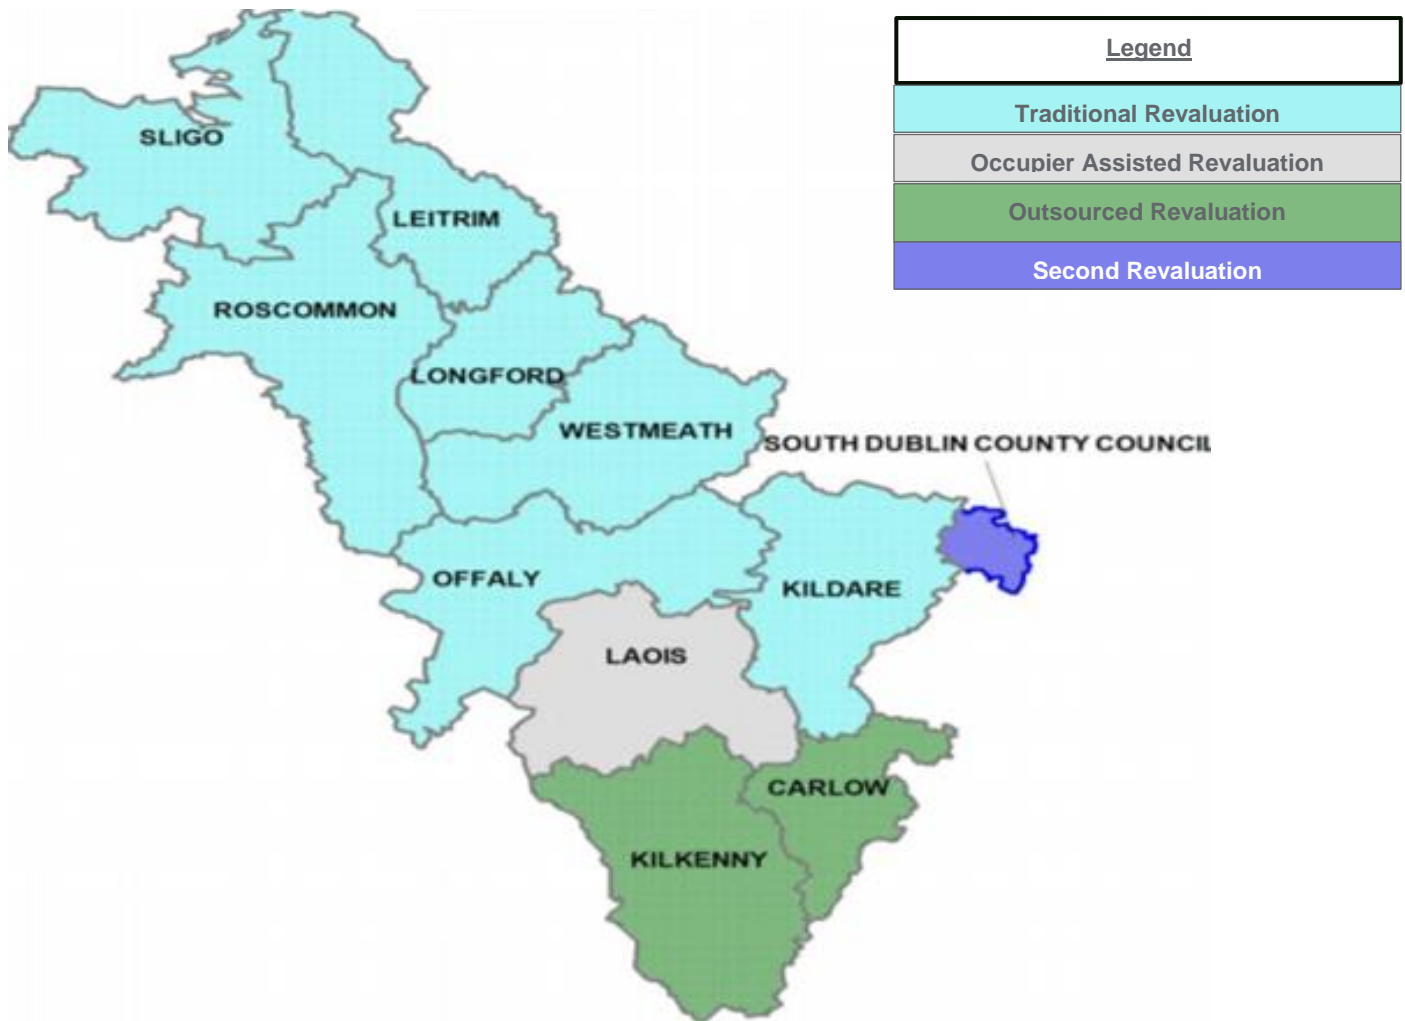 Legend
Traditional Revaluation
Occupier Assisted Revaluation
Outsourced Revaluation
Second Revaluation
SLIGO
LEITRIM
ROSCOMMON
LONGFORD
WESTMEATH
SOUTH DUBLIN COUNTY COUNCIL
OFFALY
KILDARE
LAOIS
CARLOW
KILKENNY